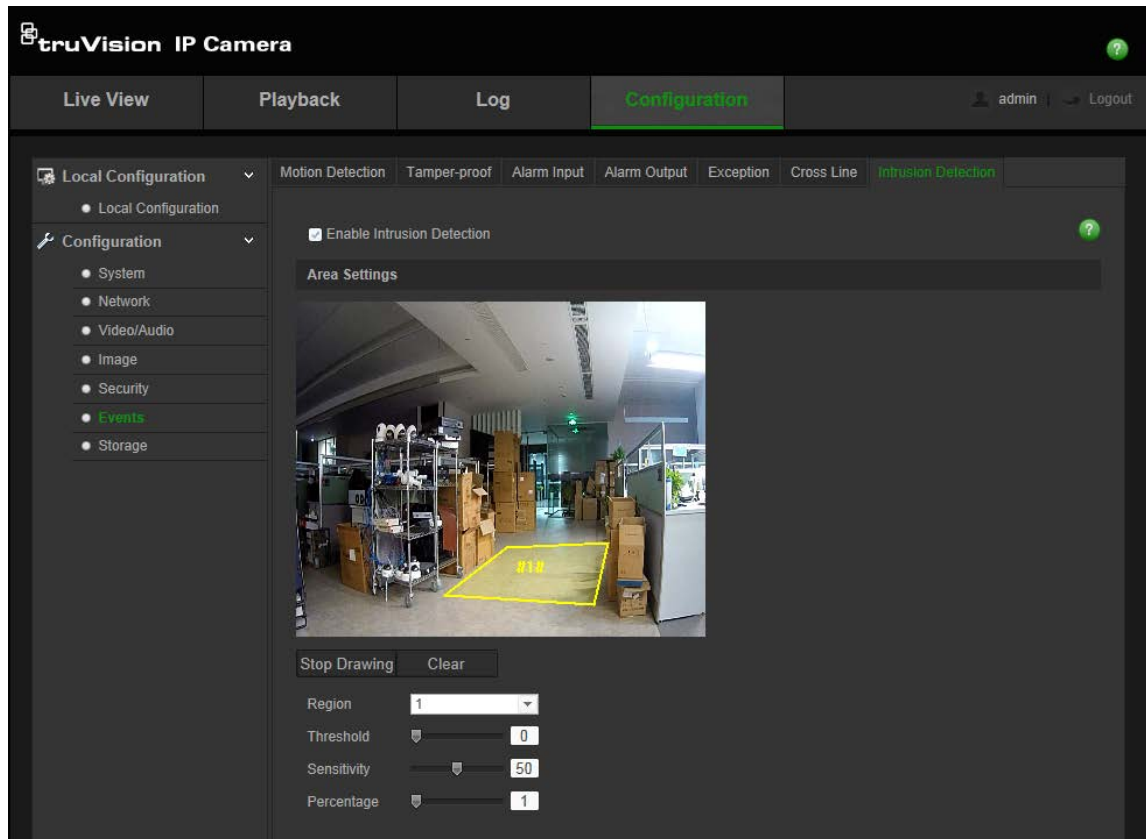 truVision IP Camera
Live View Playback Log Configuration admin | Logout
Local Configuration
Local Configuration
Configuration
System
Network
Video/Audio
Image
Security
Events
Storage
Motion Detection Tamper-proof Alarm Input Alarm Output Exception Cross Line Intrusion Detection
Enable Intrusion Detection
Area Settings
#1#
Stop Drawing Clear
Region 1
Threshold 0
Sensitivity 50
Percentage 1